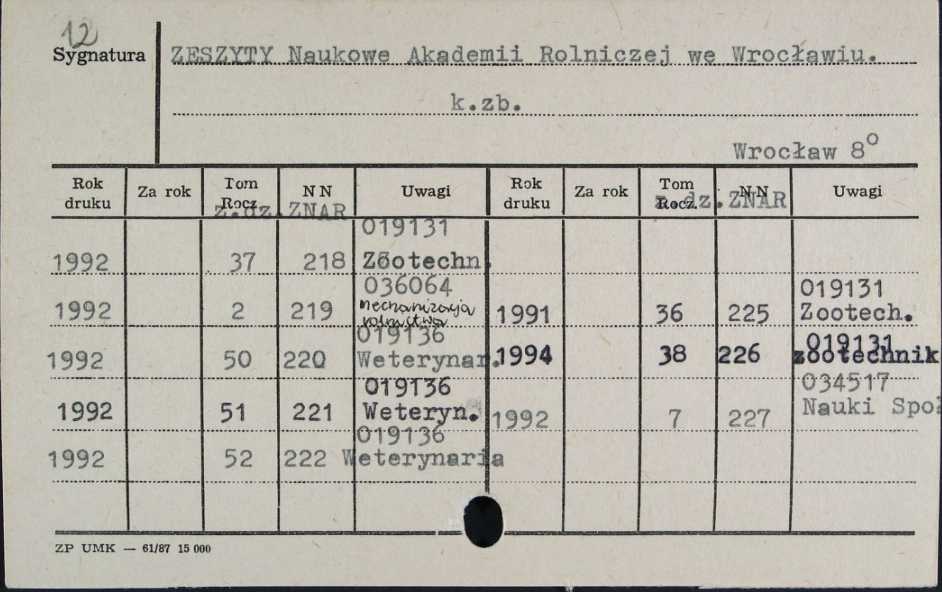 12
Sygnatura ZESZYTY Naukowe Akademii Rolniczej we Wrocławiu.
k.zb.
Wrocław 8°
Rok druku Za rok Tom Rocz. NN Uwagi Rok druku Za rok Tom Rocz. NN Uwagi
z.dz. ZNAR z.dz. ZNAR
019131
1992 37 218 Zootechn.
036064 019131
1992 2 219 mechanizacja rolnictwa 1991 36 225 Zootech.
019136 019131
1992 50 220 Weterynar. 1994 38 226 zootechnik
019136 034517
1992 51 221 Weteryn. 1992 7 227 Nauki Społ
019136
1992 52 222 Weterynaria
ZP UMK — 61/87 15 000